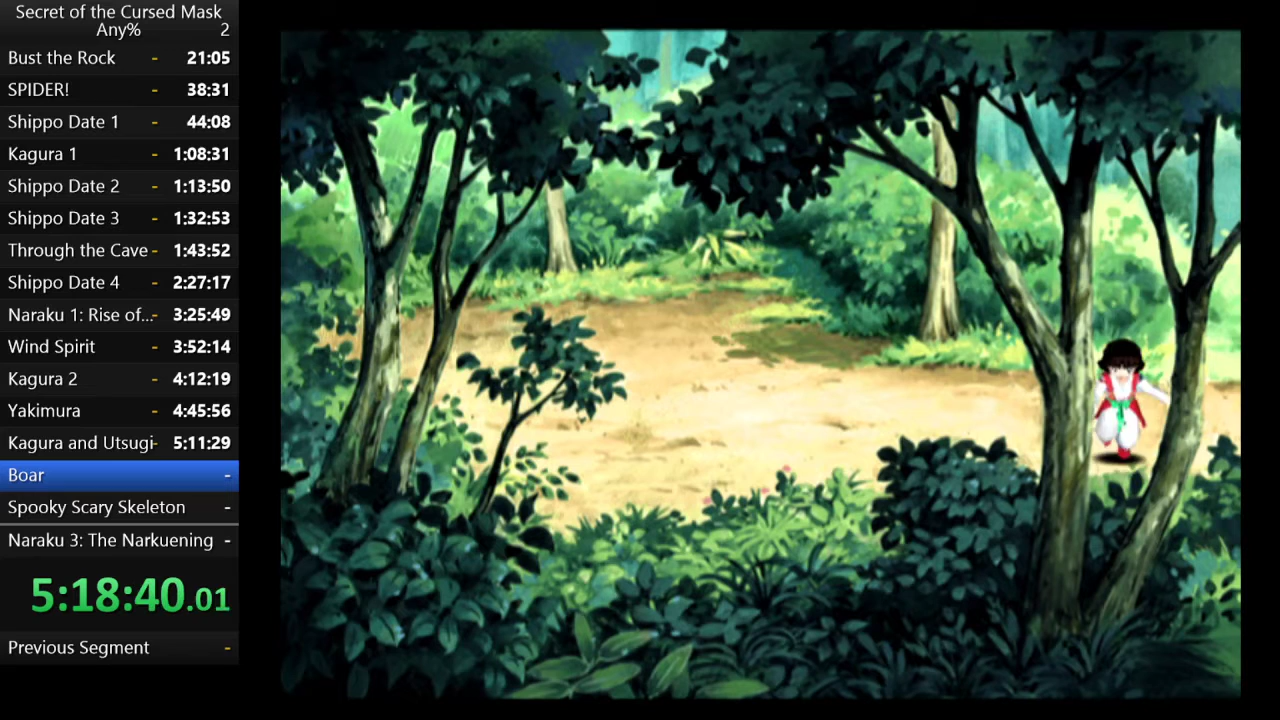 Secret of the Cursed Mask
Any% 2
Bust the Rock - 21:05
SPIDER! - 38:31
Shippo Date 1 - 44:08
Kagura 1 - 1:08:31
Shippo Date 2 - 1:13:50
Shippo Date 3 - 1:32:53
Through the Cave - 1:43:52
Shippo Date 4 - 2:27:17
Naraku 1: Rise of... - 3:25:49
Wind Spirit - 3:52:14
Kagura 2 - 4:12:19
Yakimura - 4:45:56
Kagura and Utsugi - 5:11:29
Boar -
Spooky Scary Skeleton -
Naraku 3: The Narkuening -
5:18:40.01
Previous Segment -